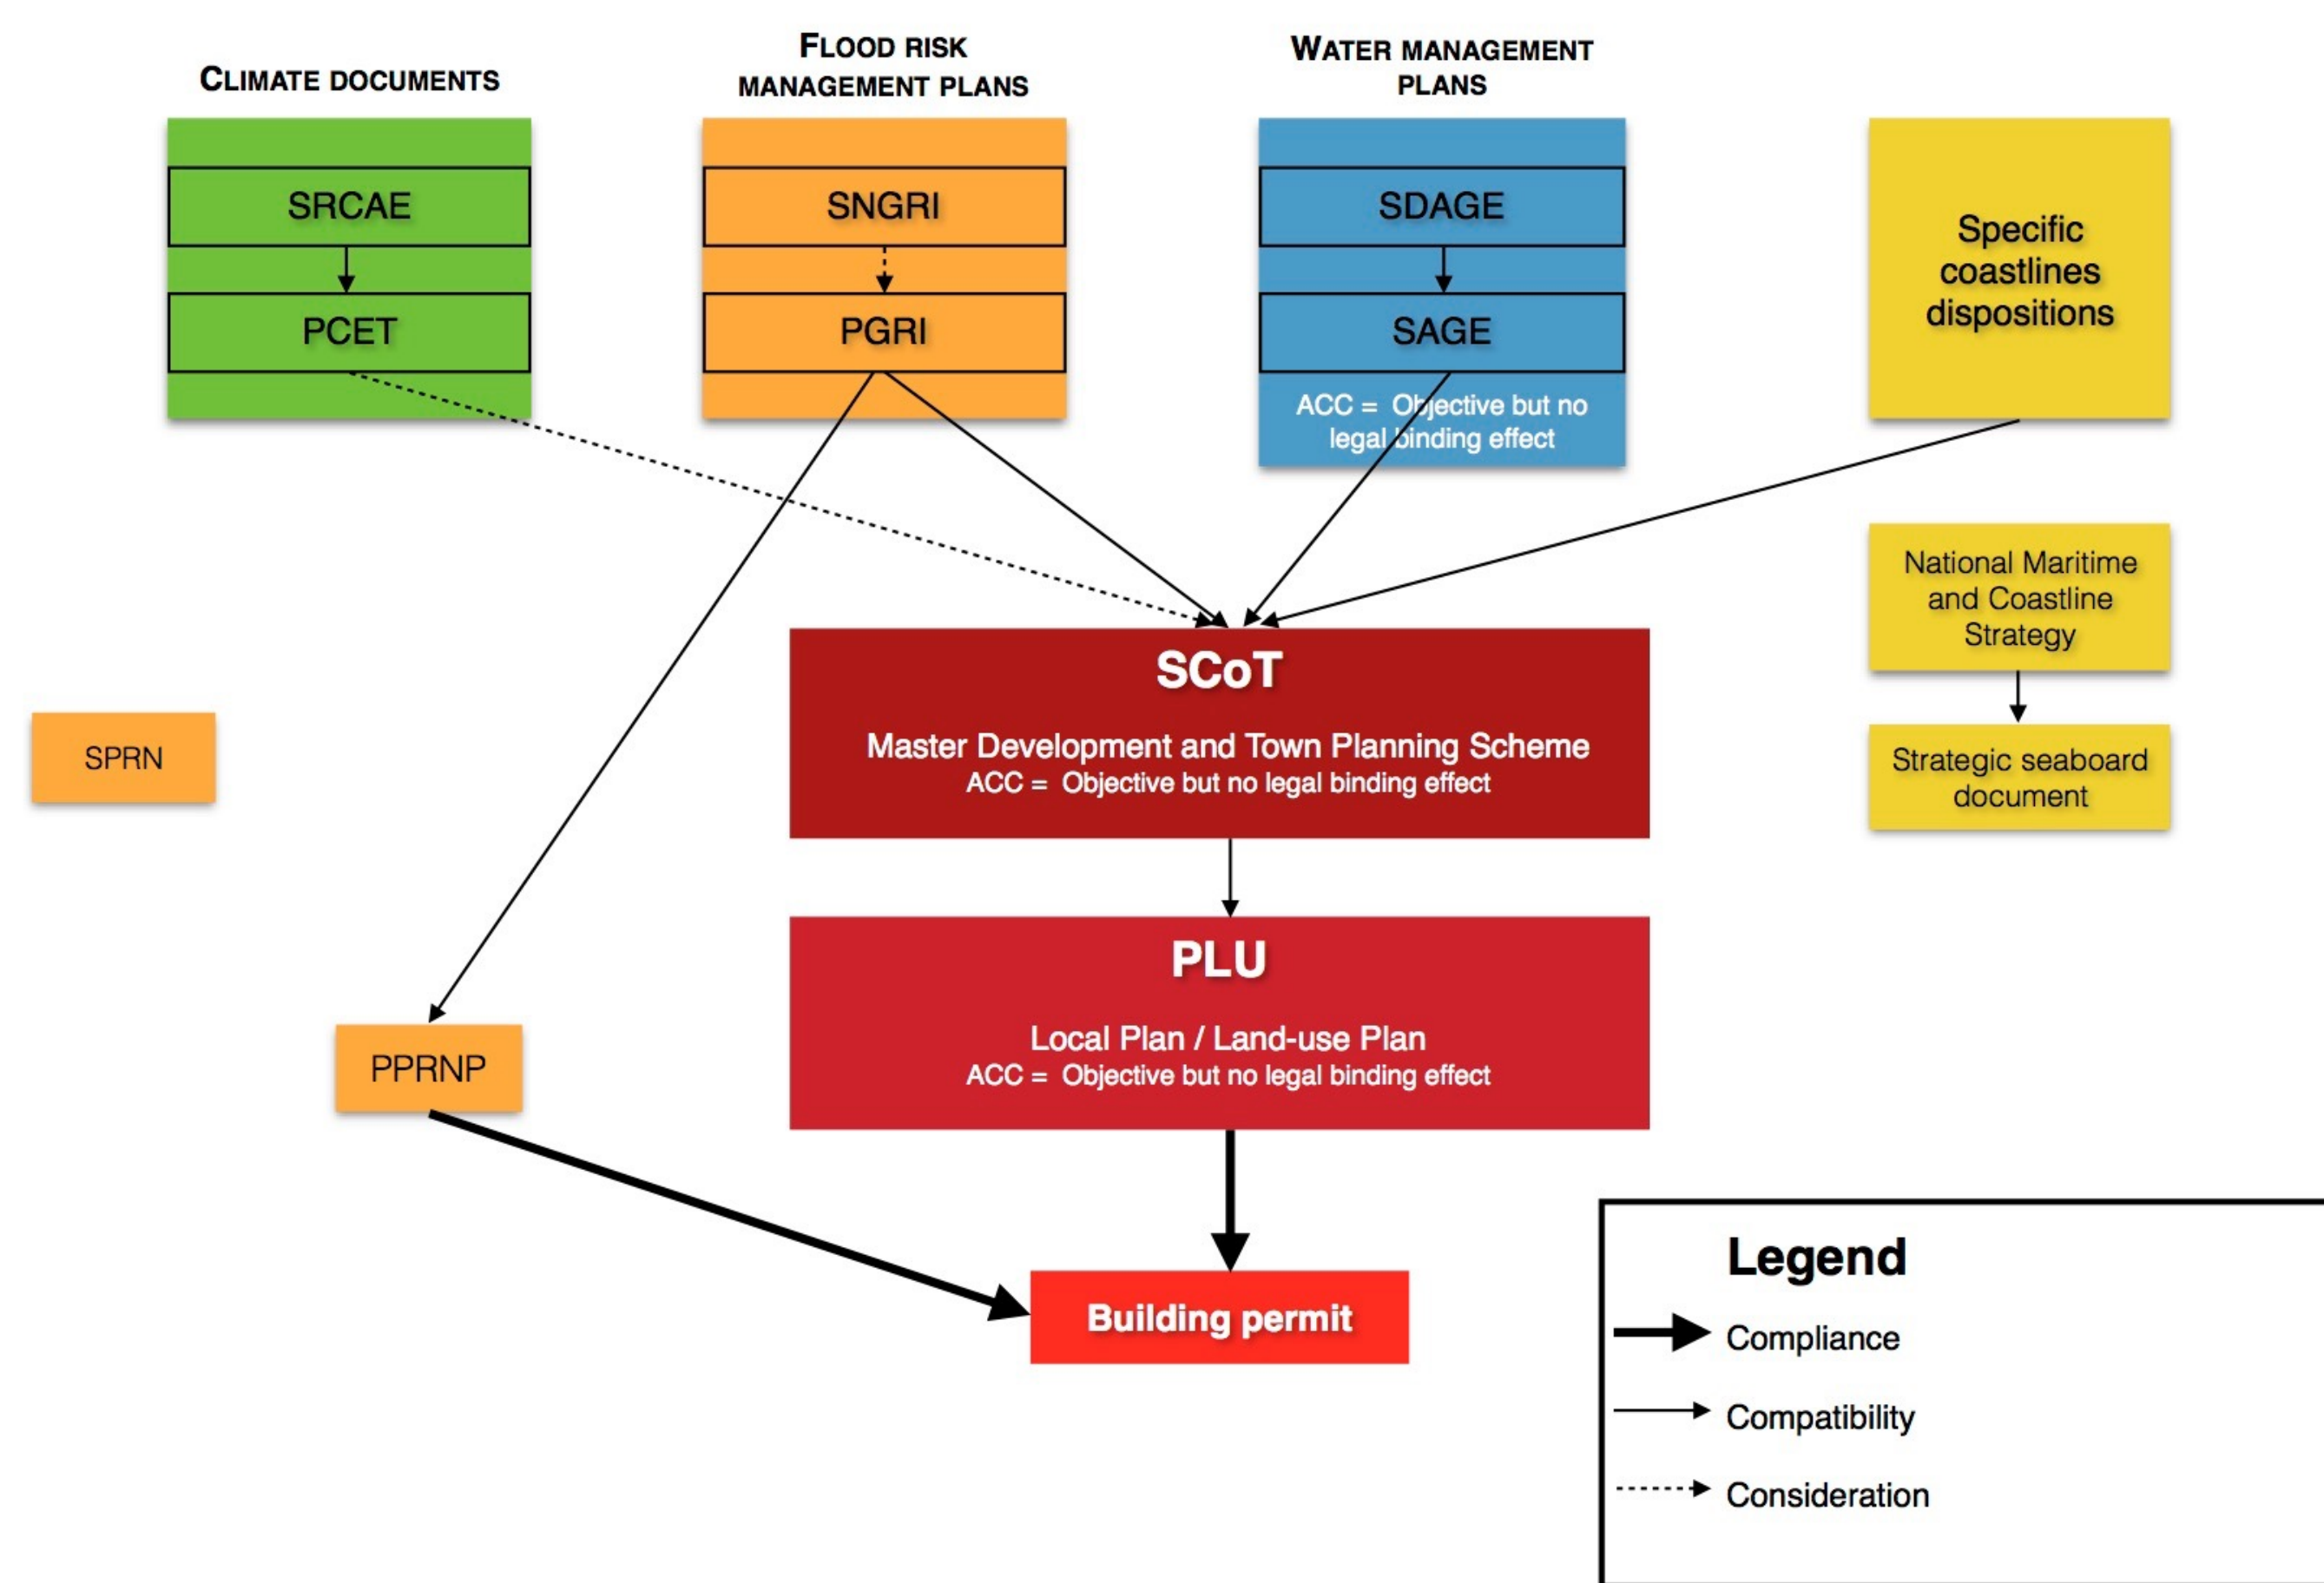 CLIMATE DOCUMENTS
FLOOD RISK
MANAGEMENT PLANS
WATER MANAGEMENT
PLANS
SRCAE
PCET
SNGRI
PGRI
SDAGE
SAGE
ACC = Objective but no
legal binding effect
Specific
coastlines
dispositions
National Maritime
and Coastline
Strategy
Strategic seaboard
document
SPRN
SCoT
Master Development and Town Planning Scheme
ACC = Objective but no legal binding effect
PLU
Local Plan / Land-use Plan
ACC = Objective but no legal binding effect
PPRNP
Building permit
Legend
Compliance
Compatibility
Consideration